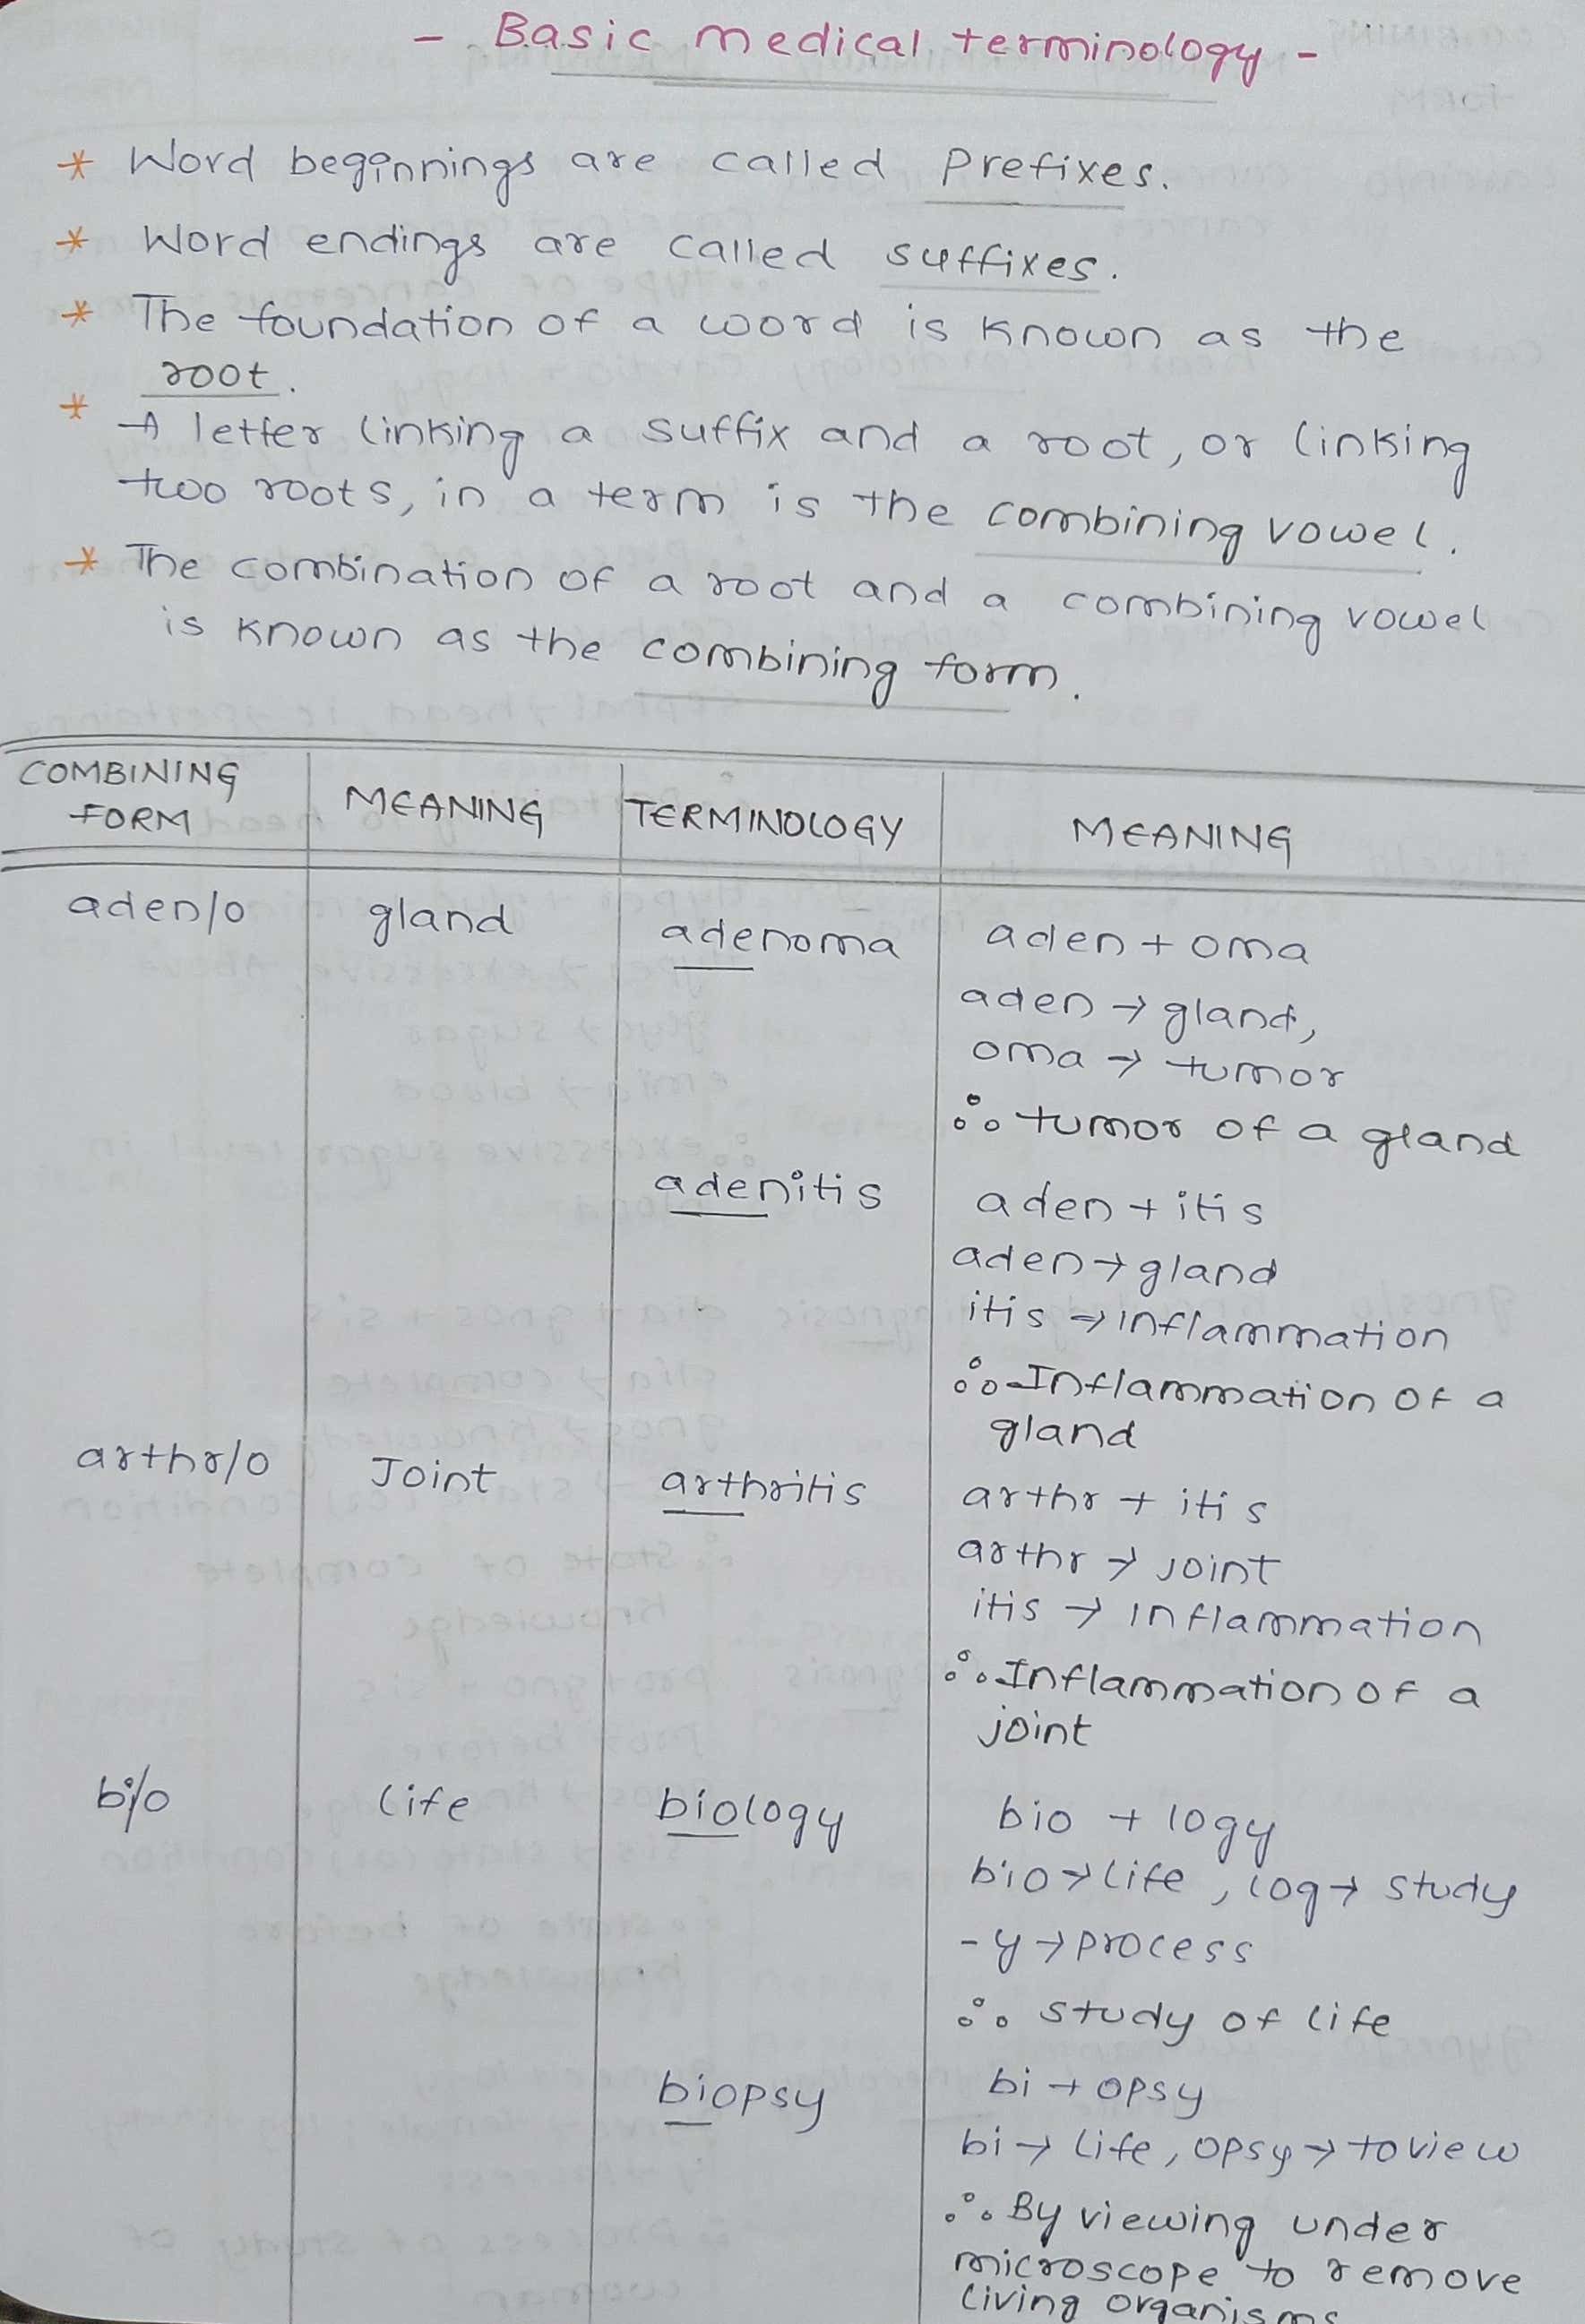 - Basic medical terminology -
* Word beginnings are called Prefixes.
* Word endings are called suffixes.
* The foundation of a word is known as the
root.
* A letter linking a suffix and a root, or linking
two roots, in a term is the combining vowel.
* The combination of a root and a combining vowel
is known as the combining form.
COMBINING FORM | MEANING | TERMINOLOGY | MEANING
aden/o gland adenoma aden + oma
aden → gland,
oma → tumor
∴ tumor of a gland
adenitis aden + itis
aden → gland
itis → inflammation
∴ Inflammation of a
gland
arthr/o Joint arthritis arthr + itis
arthr → joint
itis → inflammation
∴ Inflammation of a
joint
bi/o life biology bio + logy
bio → life, log → study
-y → process
∴ study of life
biopsy bi + opsy
bi → life, opsy → to view
∴ By viewing under
microscope to remove
living organisms